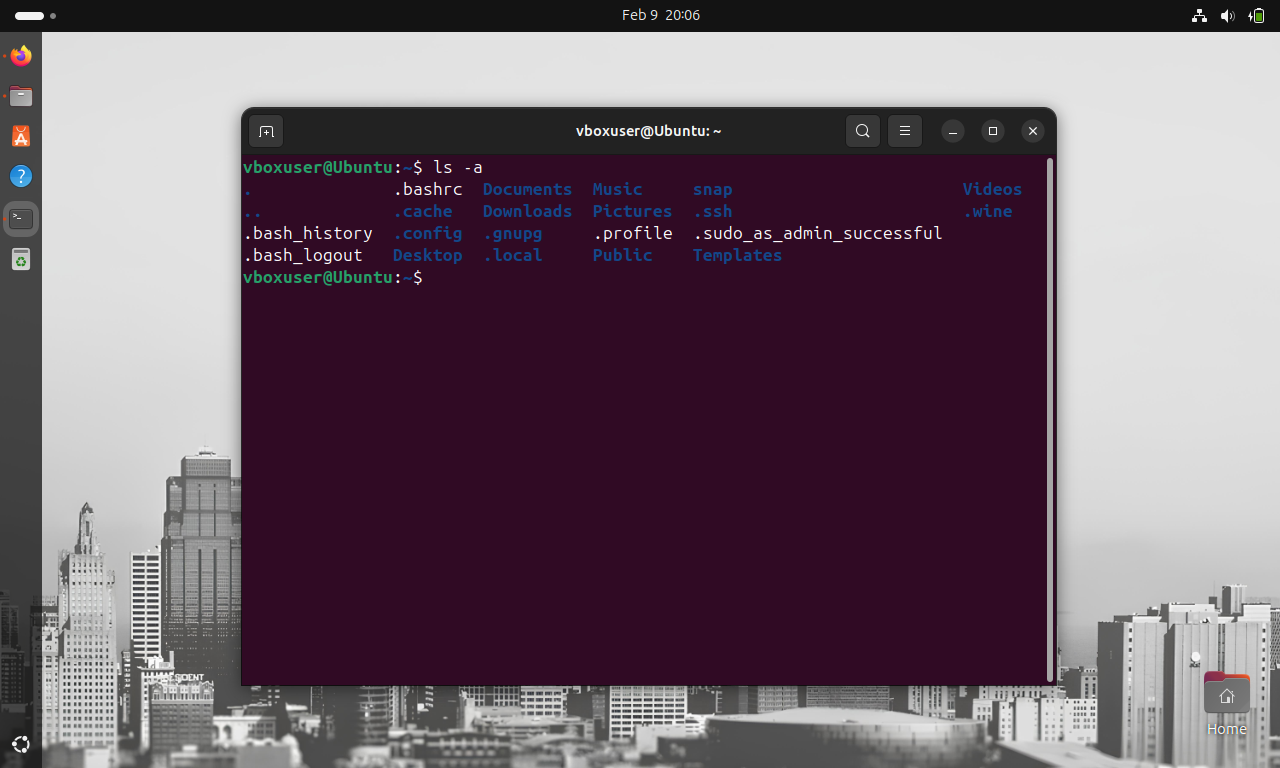 Feb 9 20:06
vboxuser@Ubuntu: ~
vboxuser@Ubuntu:~$ ls -a
. .bashrc Documents Music snap Videos
.. .cache Downloads Pictures .ssh .wine
.bash_history .config .gnupg .profile .sudo_as_admin_successful
.bash_logout Desktop .local Public Templates
vboxuser@Ubuntu:~$
PRESIDENT
Home